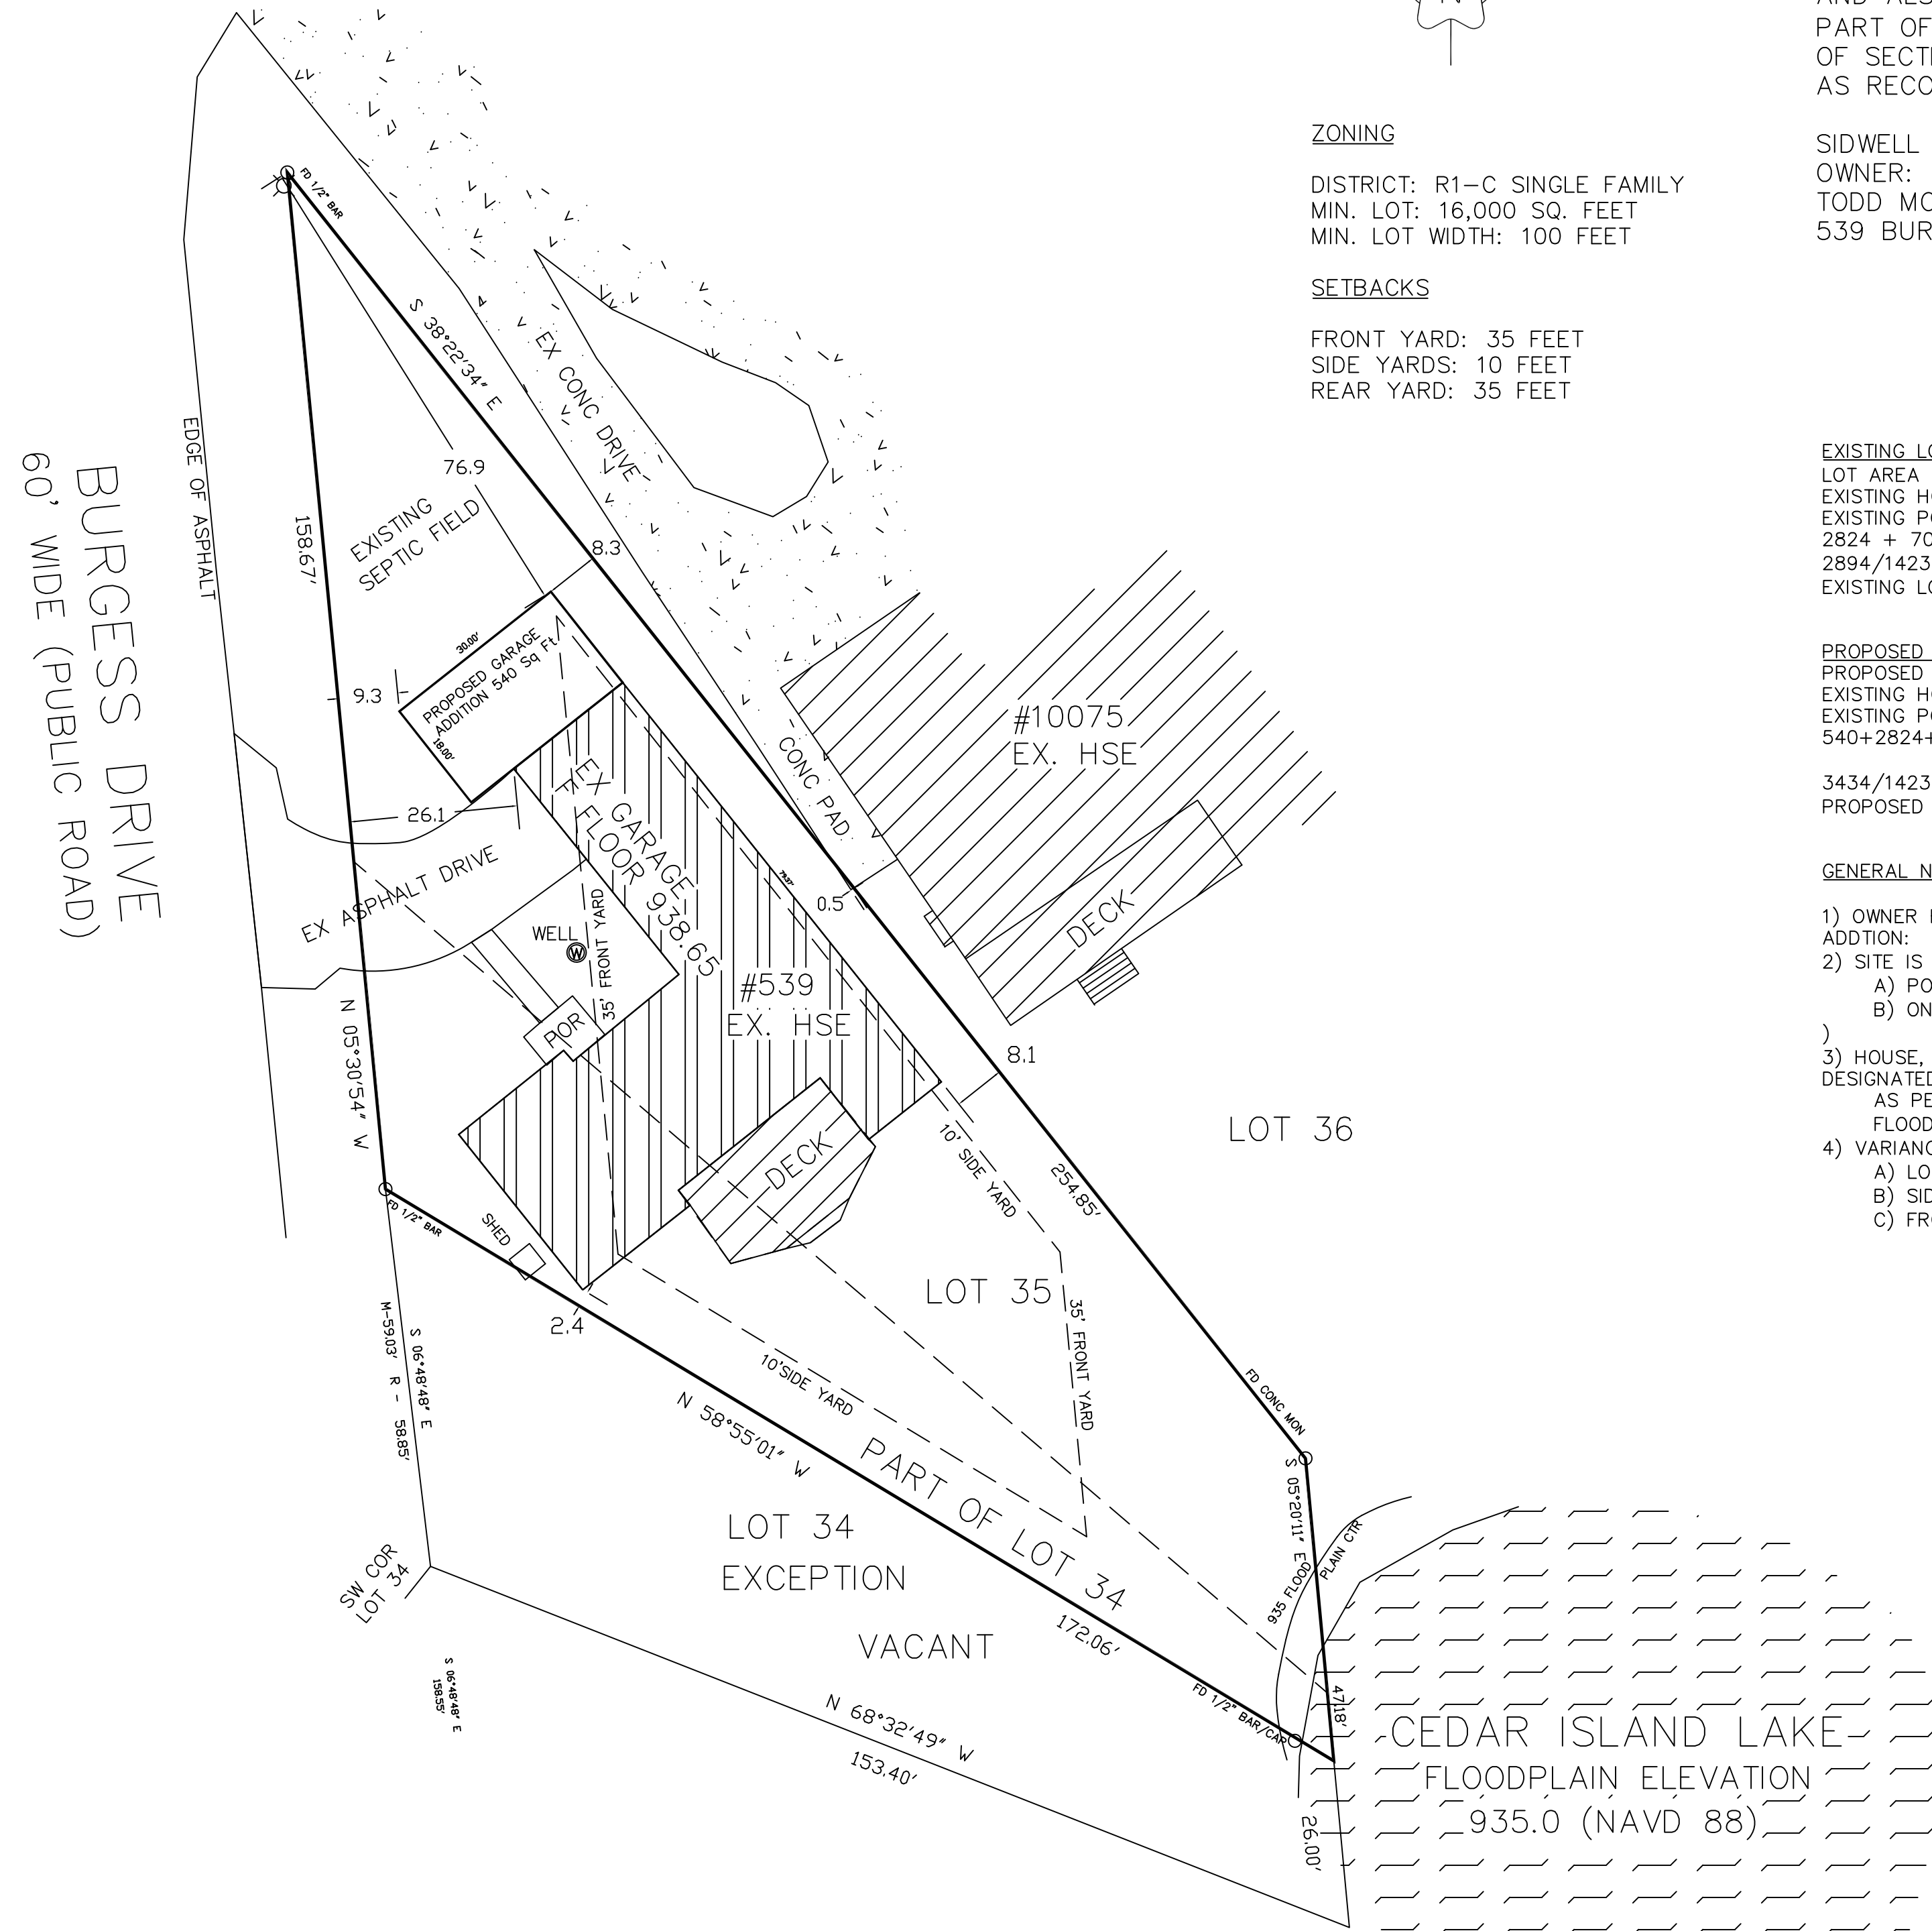 PART OF
OF SECTI
AS RECO
SIDWELL
OWNER:
TODD MO
539 BUR
ZONING
DISTRICT: R1-C SINGLE FAMILY
MIN. LOT: 16,000 SQ. FEET
MIN. LOT WIDTH: 100 FEET
SETBACKS
FRONT YARD: 35 FEET
SIDE YARDS: 10 FEET
REAR YARD: 35 FEET
EXISTING LO
LOT AREA
EXISTING HO
EXISTING PO
2824 + 70
2894/1423
EXISTING LO
PROPOSED
PROPOSED
EXISTING HO
EXISTING PO
540+2824+
3434/1423
PROPOSED
GENERAL N
1) OWNER
ADDTION:
2) SITE IS
A) PO
B) ON
)
3) HOUSE,
DESIGNATED
AS PE
FLOOD
4) VARIANC
A) LO
B) SID
C) FR
FD 1/2" BAR
S 38°22'34" E
EX CONC DRIVE
76.9
EXISTING
SEPTIC FIELD
8.3
158.67'
EDGE OF ASPHALT
BURGESS DRIVE
60' WIDE (PUBLIC ROAD)
30.00'
PROPOSED GARAGE
ADDITION 540 Sq Ft
18.00'
9.3
26.1
EX ASPHALT DRIVE
EX GARAGE
F FLOOR 938.65
CONC PAD
#10075
EX. HSE
DECK
79.37'
0.5
WELL
W
35' FRONT YARD
#539
EX. HSE
POR
N 05°30'54" W
8.1
10' SIDE YARD
LOT 36
254.85'
DECK
FD 1/2" BAR
SHED
2.4
LOT 35
35' FRONT YARD
10'SIDE YARD
M-59.03' R - 58.85'
S 06°48'48" E
N 58°55'01" W
PART OF LOT 34
172.06'
FD CONC MON
S 05°20'11" E
935 FLOOD PLAIN CTR
LOT 34
EXCEPTION
VACANT
SW COR
LOT 34
S 06°48'48" E
158.55'
N 68°32'49" W
153.40'
FD 1/2" BAR/CAP
47.18'
26.00'
CEDAR ISLAND LAKE
FLOODPLAIN ELEVATION
935.0 (NAVD 88)